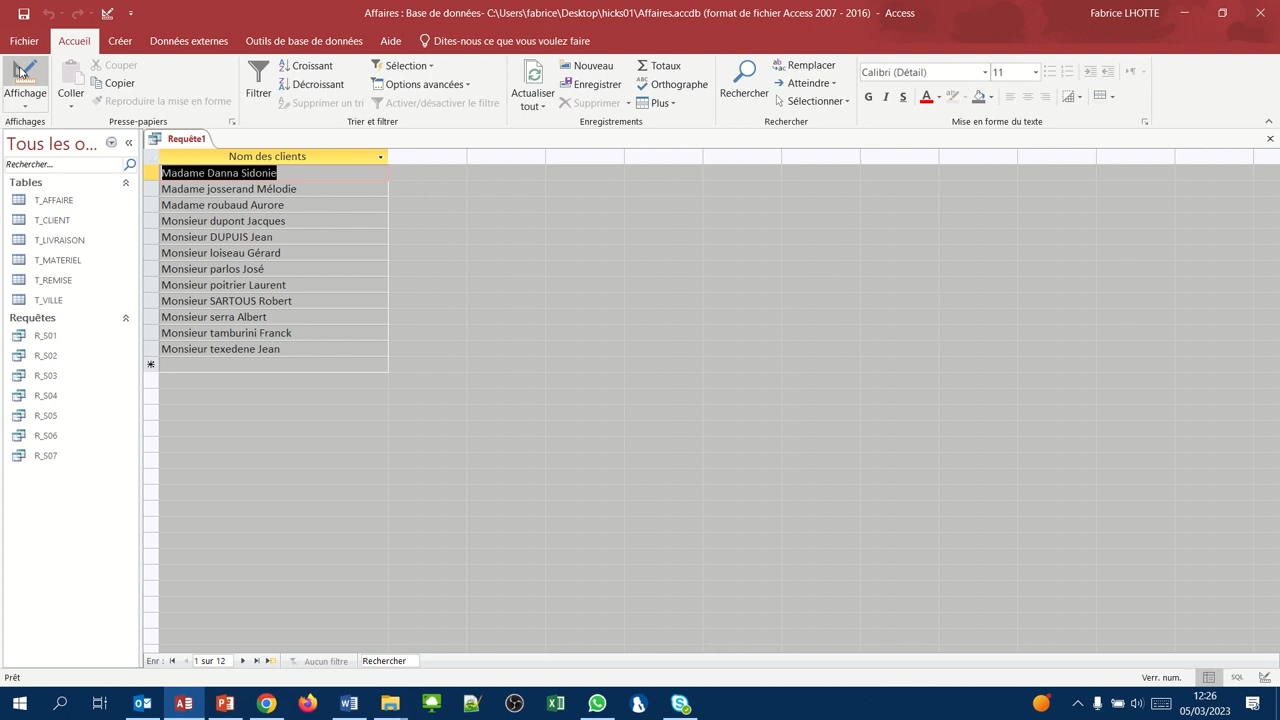 Affaires : Base de données- C:\Users\fabrice\Desktop\hicks01\Affaires.accdb (format de fichier Access 2007 - 2016) - Access
Fabrice LHOTTE
Fichier Accueil Créer Données externes Outils de base de données Aide Dites-nous ce que vous voulez faire
Affichage
Affichages
Coller
Couper
Copier
Reproduire la mise en forme
Presse-papiers
Filtrer
Croissant
Décroissant
Supprimer un tri
Sélection
Options avancées
Activer/désactiver le filtre
Trier et filtrer
Actualiser
tout
Nouveau
Enregistrer
Supprimer
Totaux
Orthographe
Plus
Enregistrements
Rechercher
Remplacer
Atteindre
Sélectionner
Rechercher
Calibri (Détail) 11
G I S A
Mise en forme du texte
Tous les o...
Rechercher...
Tables
T_AFFAIRE
T_CLIENT
T_LIVRAISON
T_MATERIEL
T_REMISE
T_VILLE
Requêtes
R_S01
R_S02
R_S03
R_S04
R_S05
R_S06
R_S07
Requête1
Nom des clients
Madame Danna Sidonie
Madame josserand Mélodie
Madame roubaud Aurore
Monsieur dupont Jacques
Monsieur DUPUIS Jean
Monsieur loiseau Gérard
Monsieur parlos José
Monsieur poitrier Laurent
Monsieur SARTOUS Robert
Monsieur serra Albert
Monsieur tamburini Franck
Monsieur texedene Jean
Enr : 1 sur 12 Aucun filtre Rechercher
Prêt
Verr. num. SQL
12:26
05/03/2023